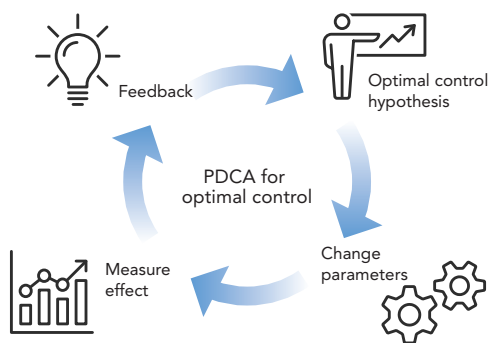 Feedback
Optimal control
hypothesis
PDCA for
optimal control
Change
parameters
Measure
effect